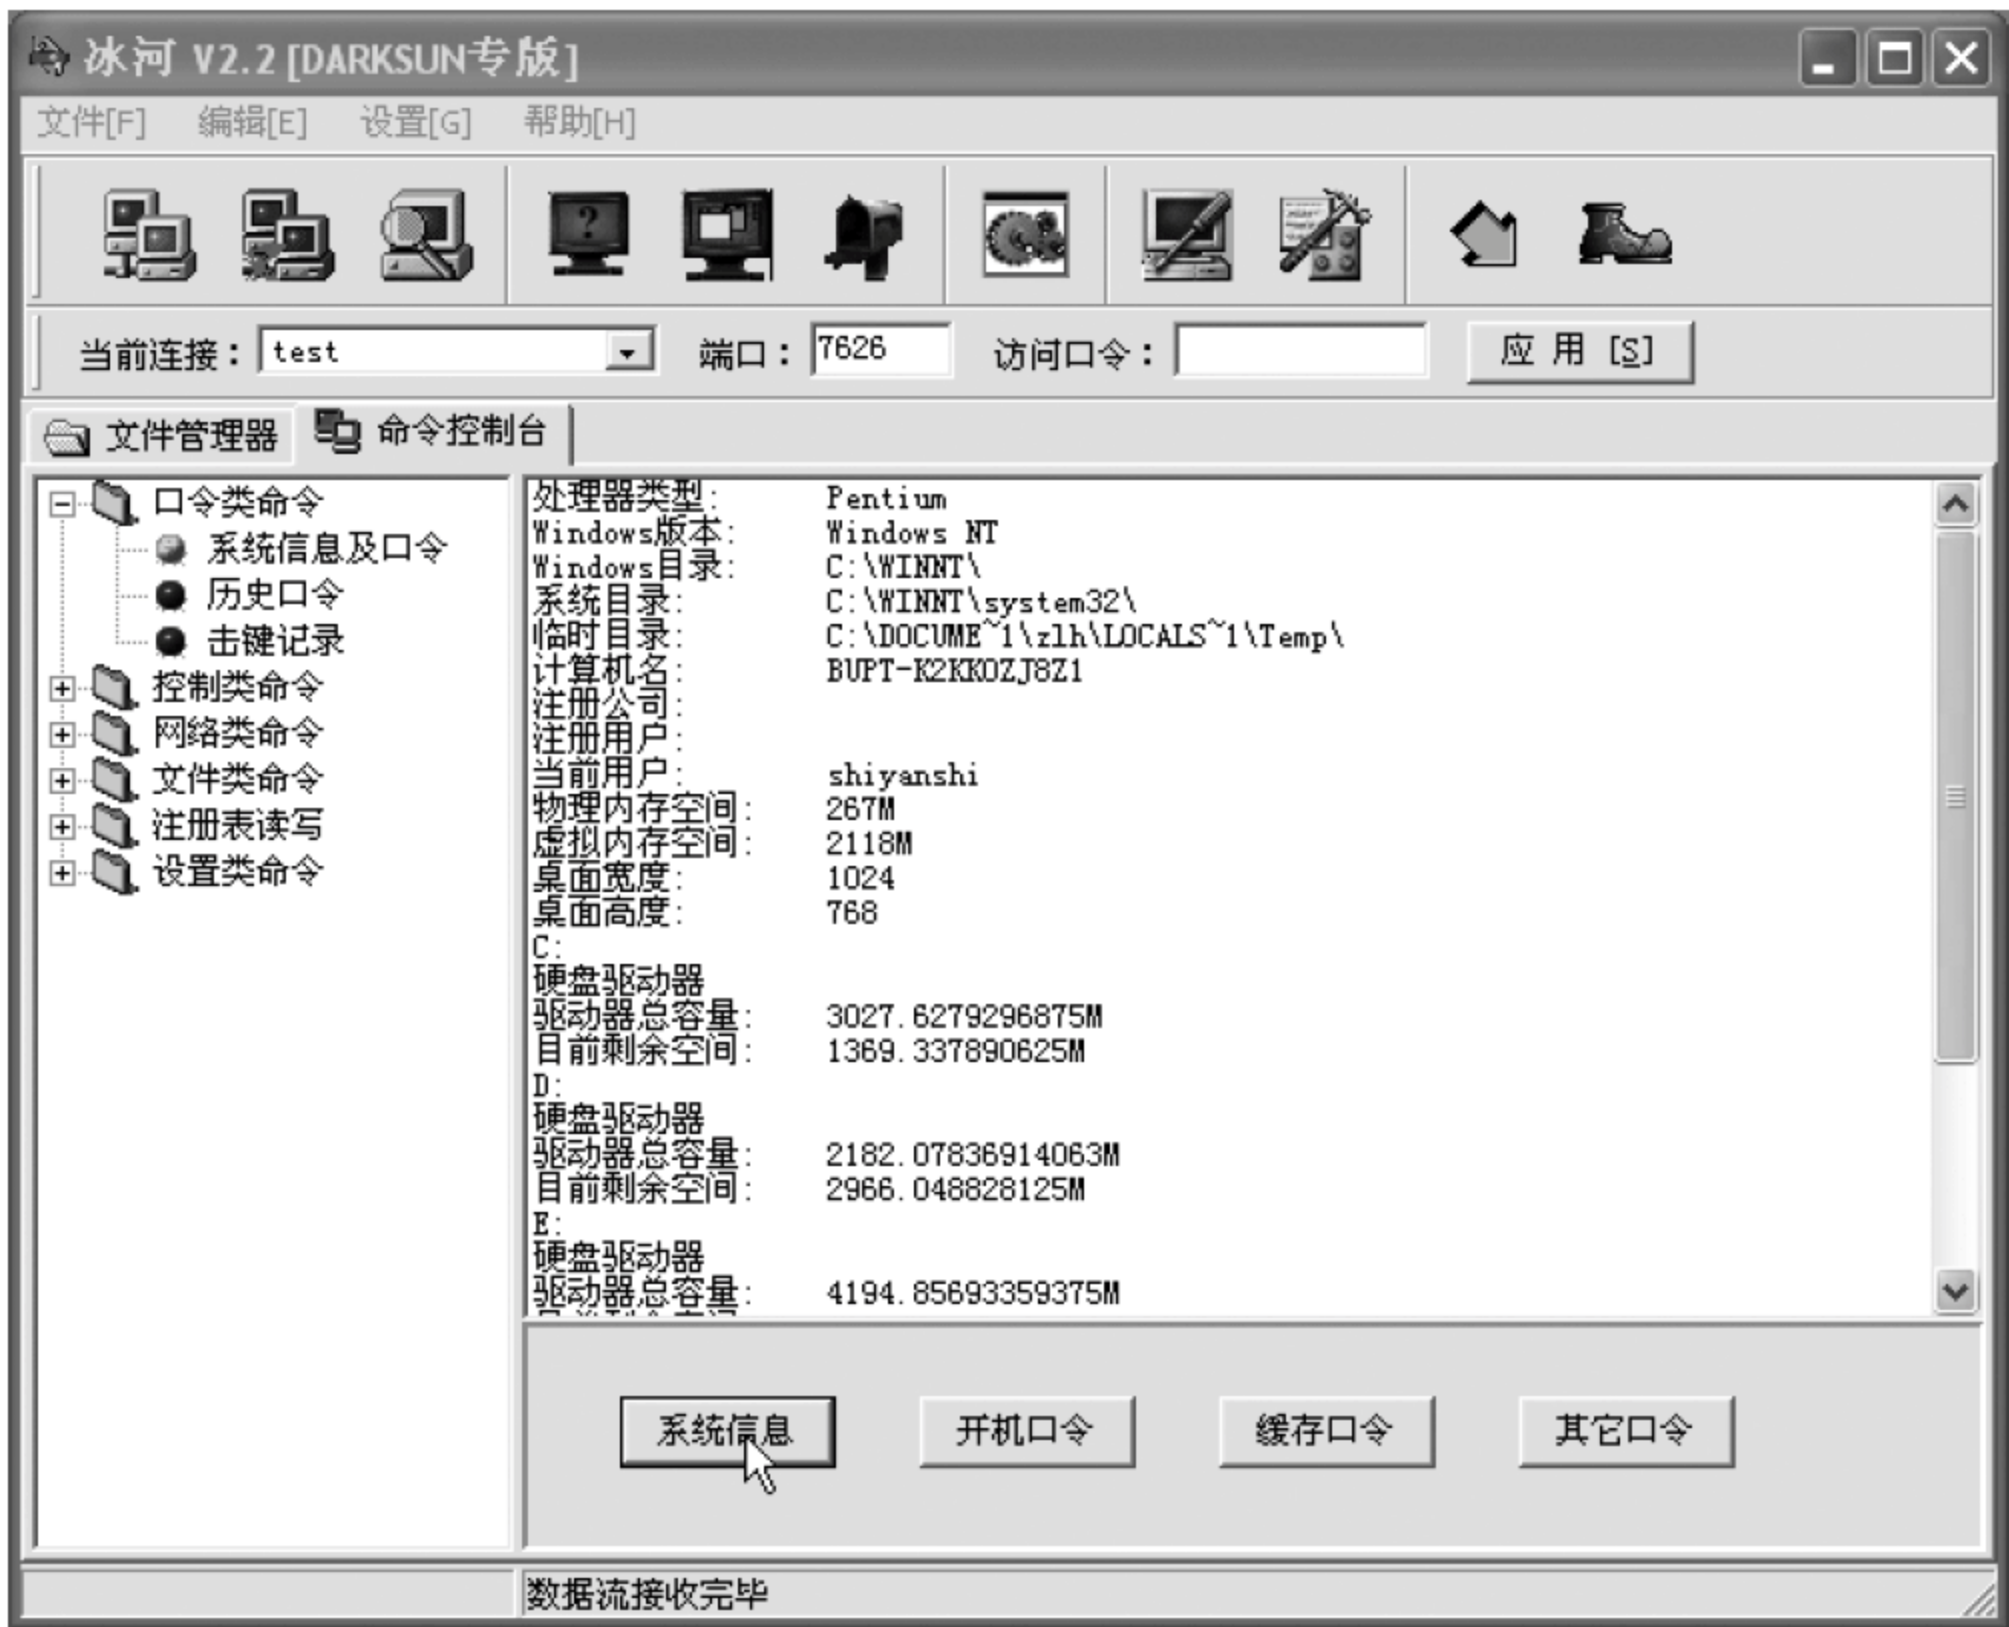 冰河 V2.2 [DARKSUN专版]
文件[F] 编辑[E] 设置[G] 帮助[H]
当前连接： test 端口： 7626 访问口令： 应 用 [S]
文件管理器 命令控制台
口令类命令
系统信息及口令
历史口令
击键记录
控制类命令
网络类命令
文件类命令
注册表读写
设置类命令
处理器类型: Pentium
Windows版本: Windows NT
Windows目录: C:\WINNT\
系统目录: C:\WINNT\system32\
临时目录: C:\DOCUME~1\zlh\LOCALS~1\Temp\
计算机名: BUPT-K2KKOZJ8Z1
注册公司:
注册用户:
当前用户: shiyanshi
物理内存空间: 267M
虚拟内存空间: 2118M
桌面宽度: 1024
桌面高度: 768
C:
硬盘驱动器
驱动器总容量: 3027.6279296875M
目前剩余空间: 1369.337890625M
D:
硬盘驱动器
驱动器总容量: 2182.07836914063M
目前剩余空间: 2966.048828125M
E:
硬盘驱动器
驱动器总容量: 4194.85693359375M
系统信息 开机口令 缓存口令 其它口令
数据流接收完毕